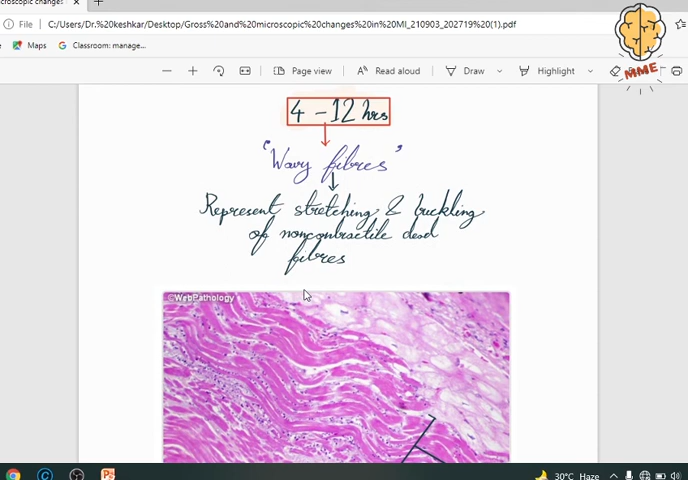 croscopic changes
File
C:/Users/Dr.%20keshkar/Desktop/Gross%20and%20microscopic%20changes%20in%20MI_210903_202719%20(1).pdf
Maps
Classroom: manage...
MME
Page view
Read aloud
Draw
Highlight
4 - 12 hrs
"Wavy fibres"
Represent stretching & buckling
of noncontractile dead
fibres
©WebPathology
30°C Haze